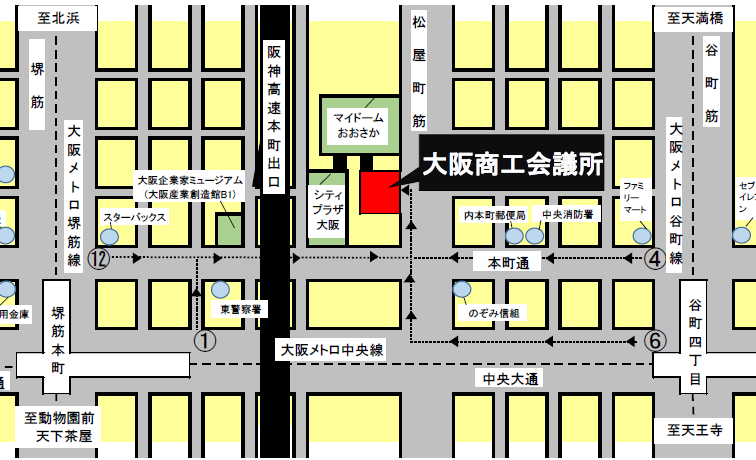 至北浜
至天満橋
堺筋
阪神高速本町出口
松屋町筋
谷町筋
マイドーム
おおさか
大阪メトロ堺筋線
大阪商工会議所
大阪メトロ谷町線
大阪企業家ミュージアム
(大阪産業創造館B1)
シティ
プラザ
大阪
ファミ
リー
マート
セブ
イレ
ン
スターバックス
内本町郵便局
中央消防署
⑫
本町通
④
用金庫
堺筋本町
東警察署
のぞみ信組
谷町四丁目
①
⑥
大阪メトロ中央線
中央大通
通
至動物園前
天下茶屋
至天王寺